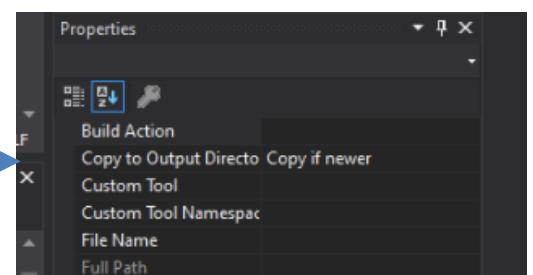 Properties
LF
Build Action
Copy to Output Directo Copy if newer
Custom Tool
Custom Tool Namespac
File Name
Full Path